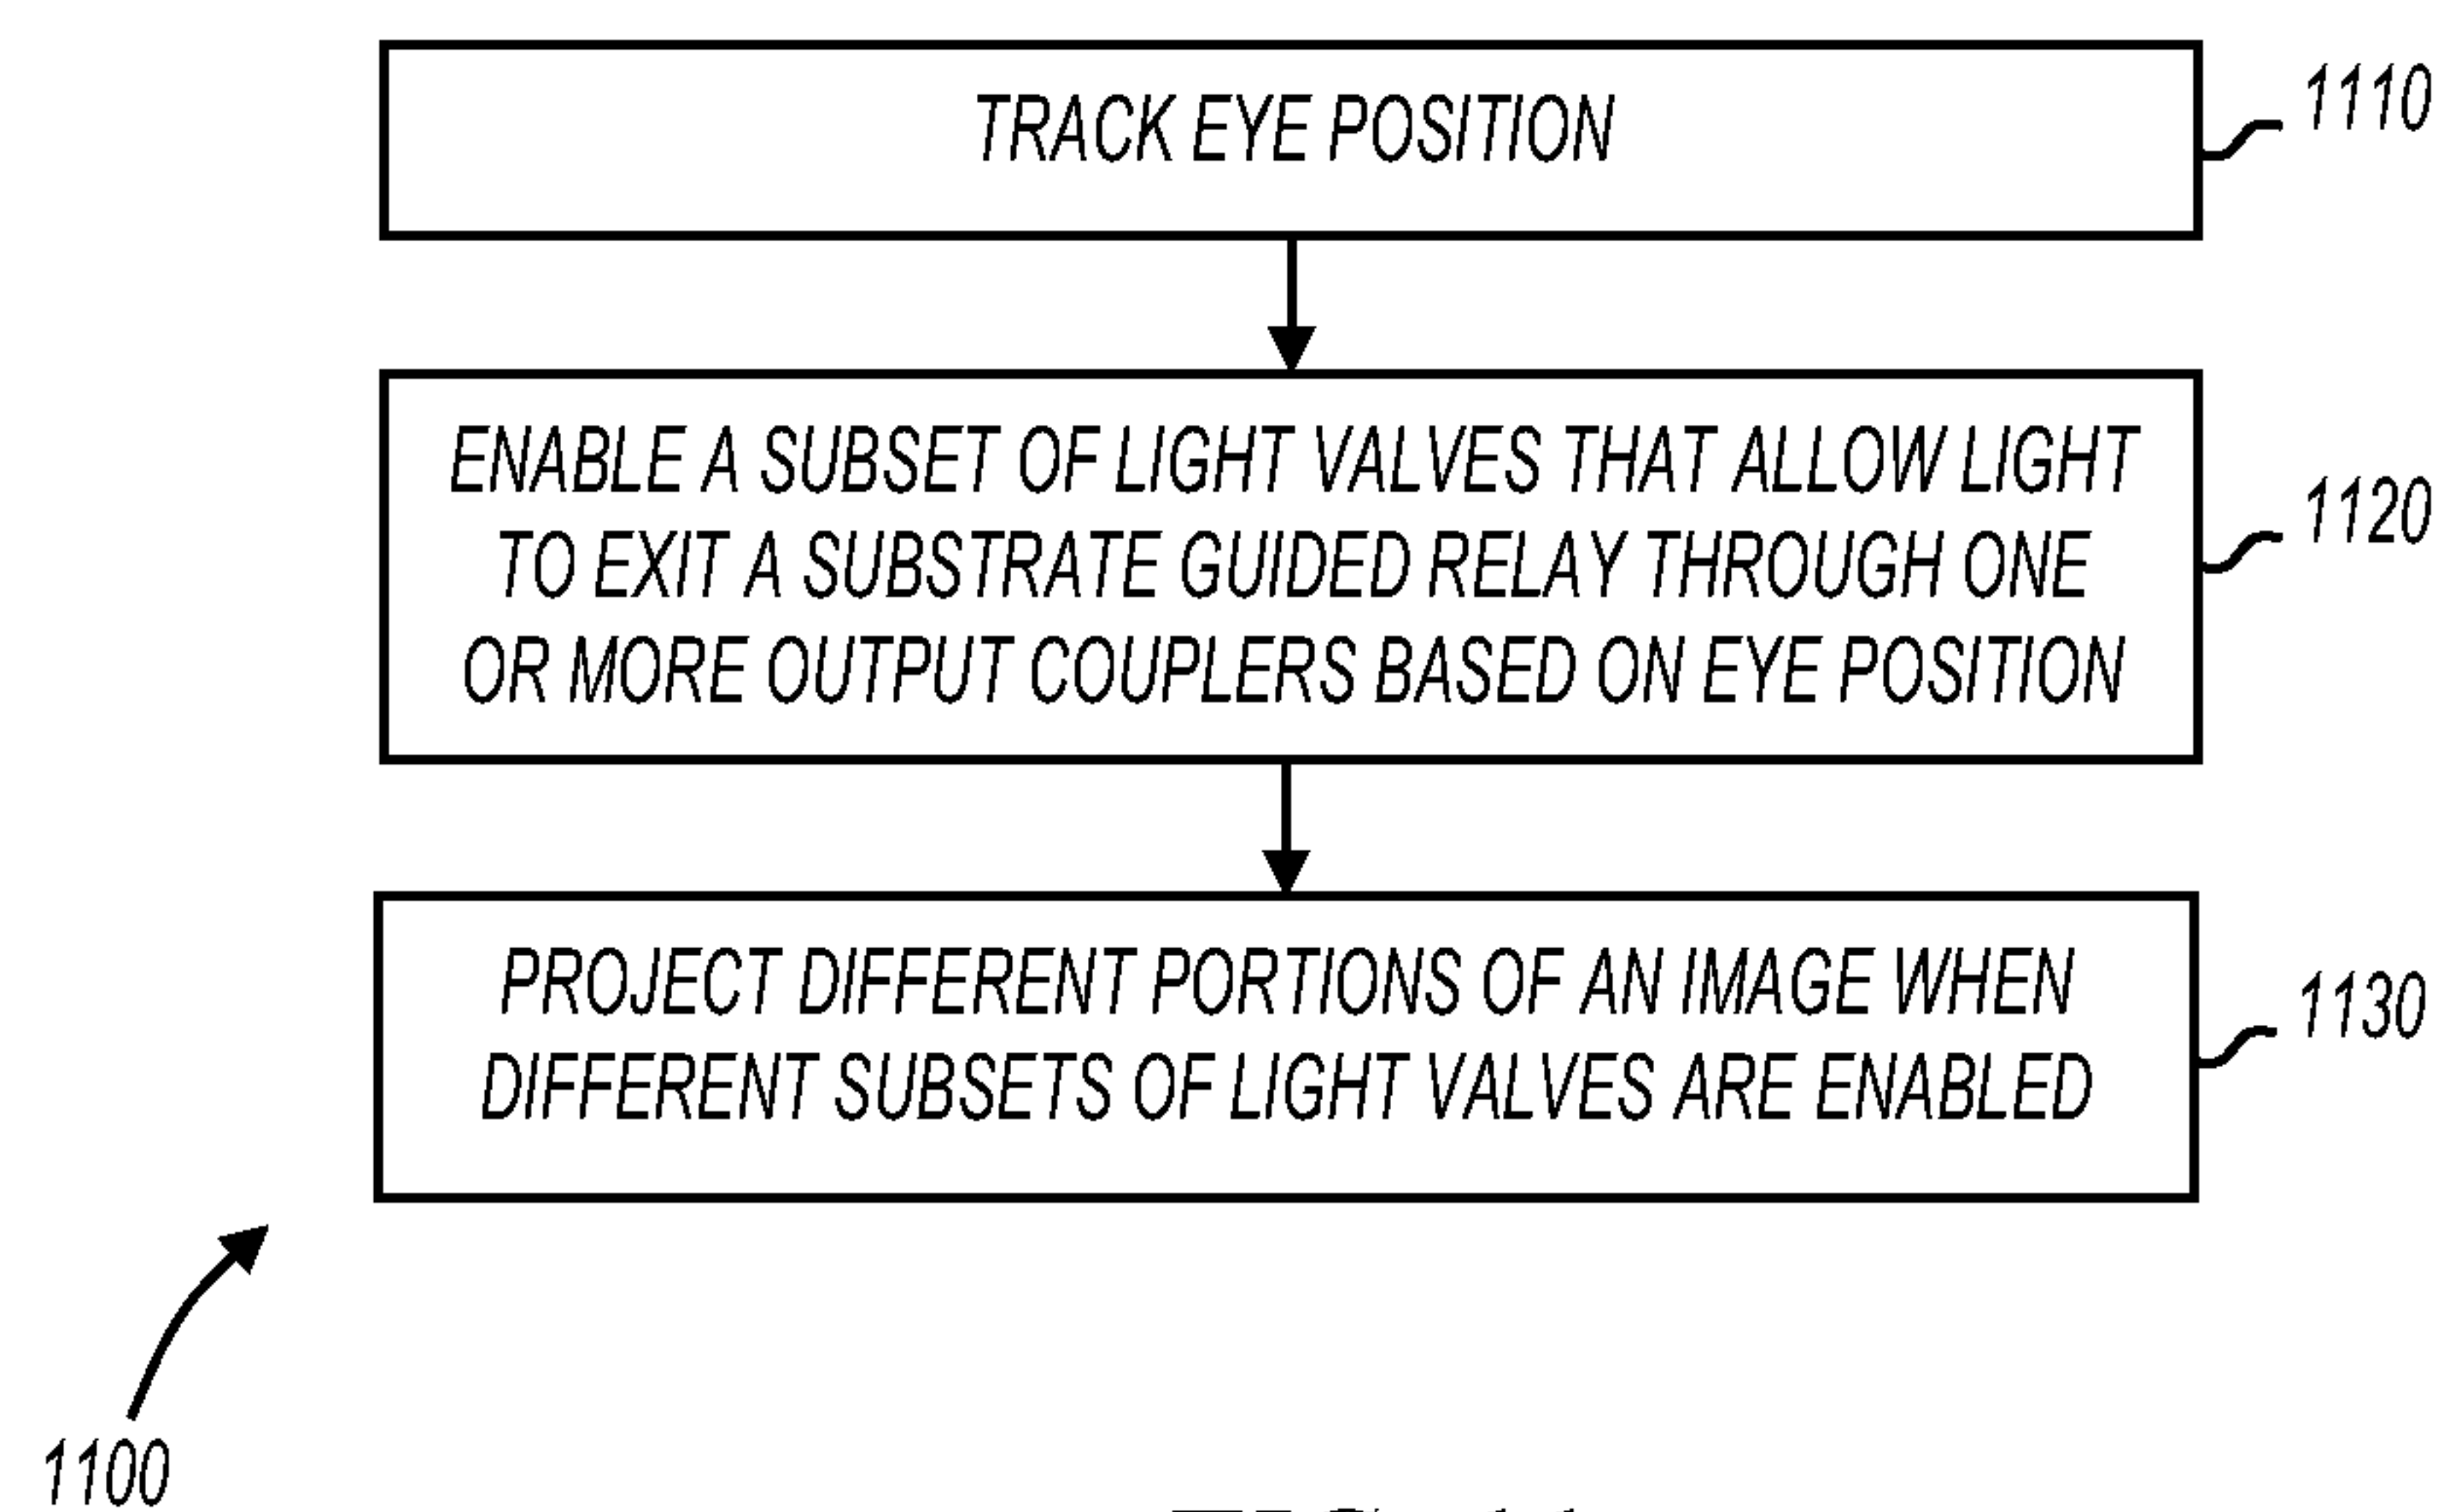 TRACK EYE POSITION
1110
ENABLE A SUBSET OF LIGHT VALVES THAT ALLOW LIGHT
TO EXIT A SUBSTRATE GUIDED RELAY THROUGH ONE
OR MORE OUTPUT COUPLERS BASED ON EYE POSITION
1120
PROJECT DIFFERENT PORTIONS OF AN IMAGE WHEN
DIFFERENT SUBSETS OF LIGHT VALVES ARE ENABLED
1130
1100